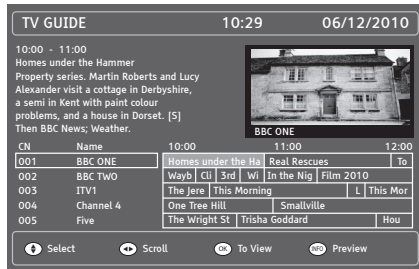 TV GUIDE 10:29 06/12/2010
10:00 - 11:00
Homes under the Hammer
Property series. Martin Roberts and Lucy
Alexander visit a cottage in Derbyshire,
a semi in Kent with paint colour
problems, and a house in Dorset. [S]
Then BBC News; Weather.
BBC ONE
CN Name 10:00 11:00 12:00
001 BBC ONE Homes under the Ha Real Rescues To
002 BBC TWO Wayb Cli 3rd Wi In the Nig Film 2010
003 ITV1 The Jere This Morning L This Mor
004 Channel 4 One Tree Hill Smallville
005 Five The Wright St Trisha Goddard Hou
Select Scroll OK To View INFO Preview